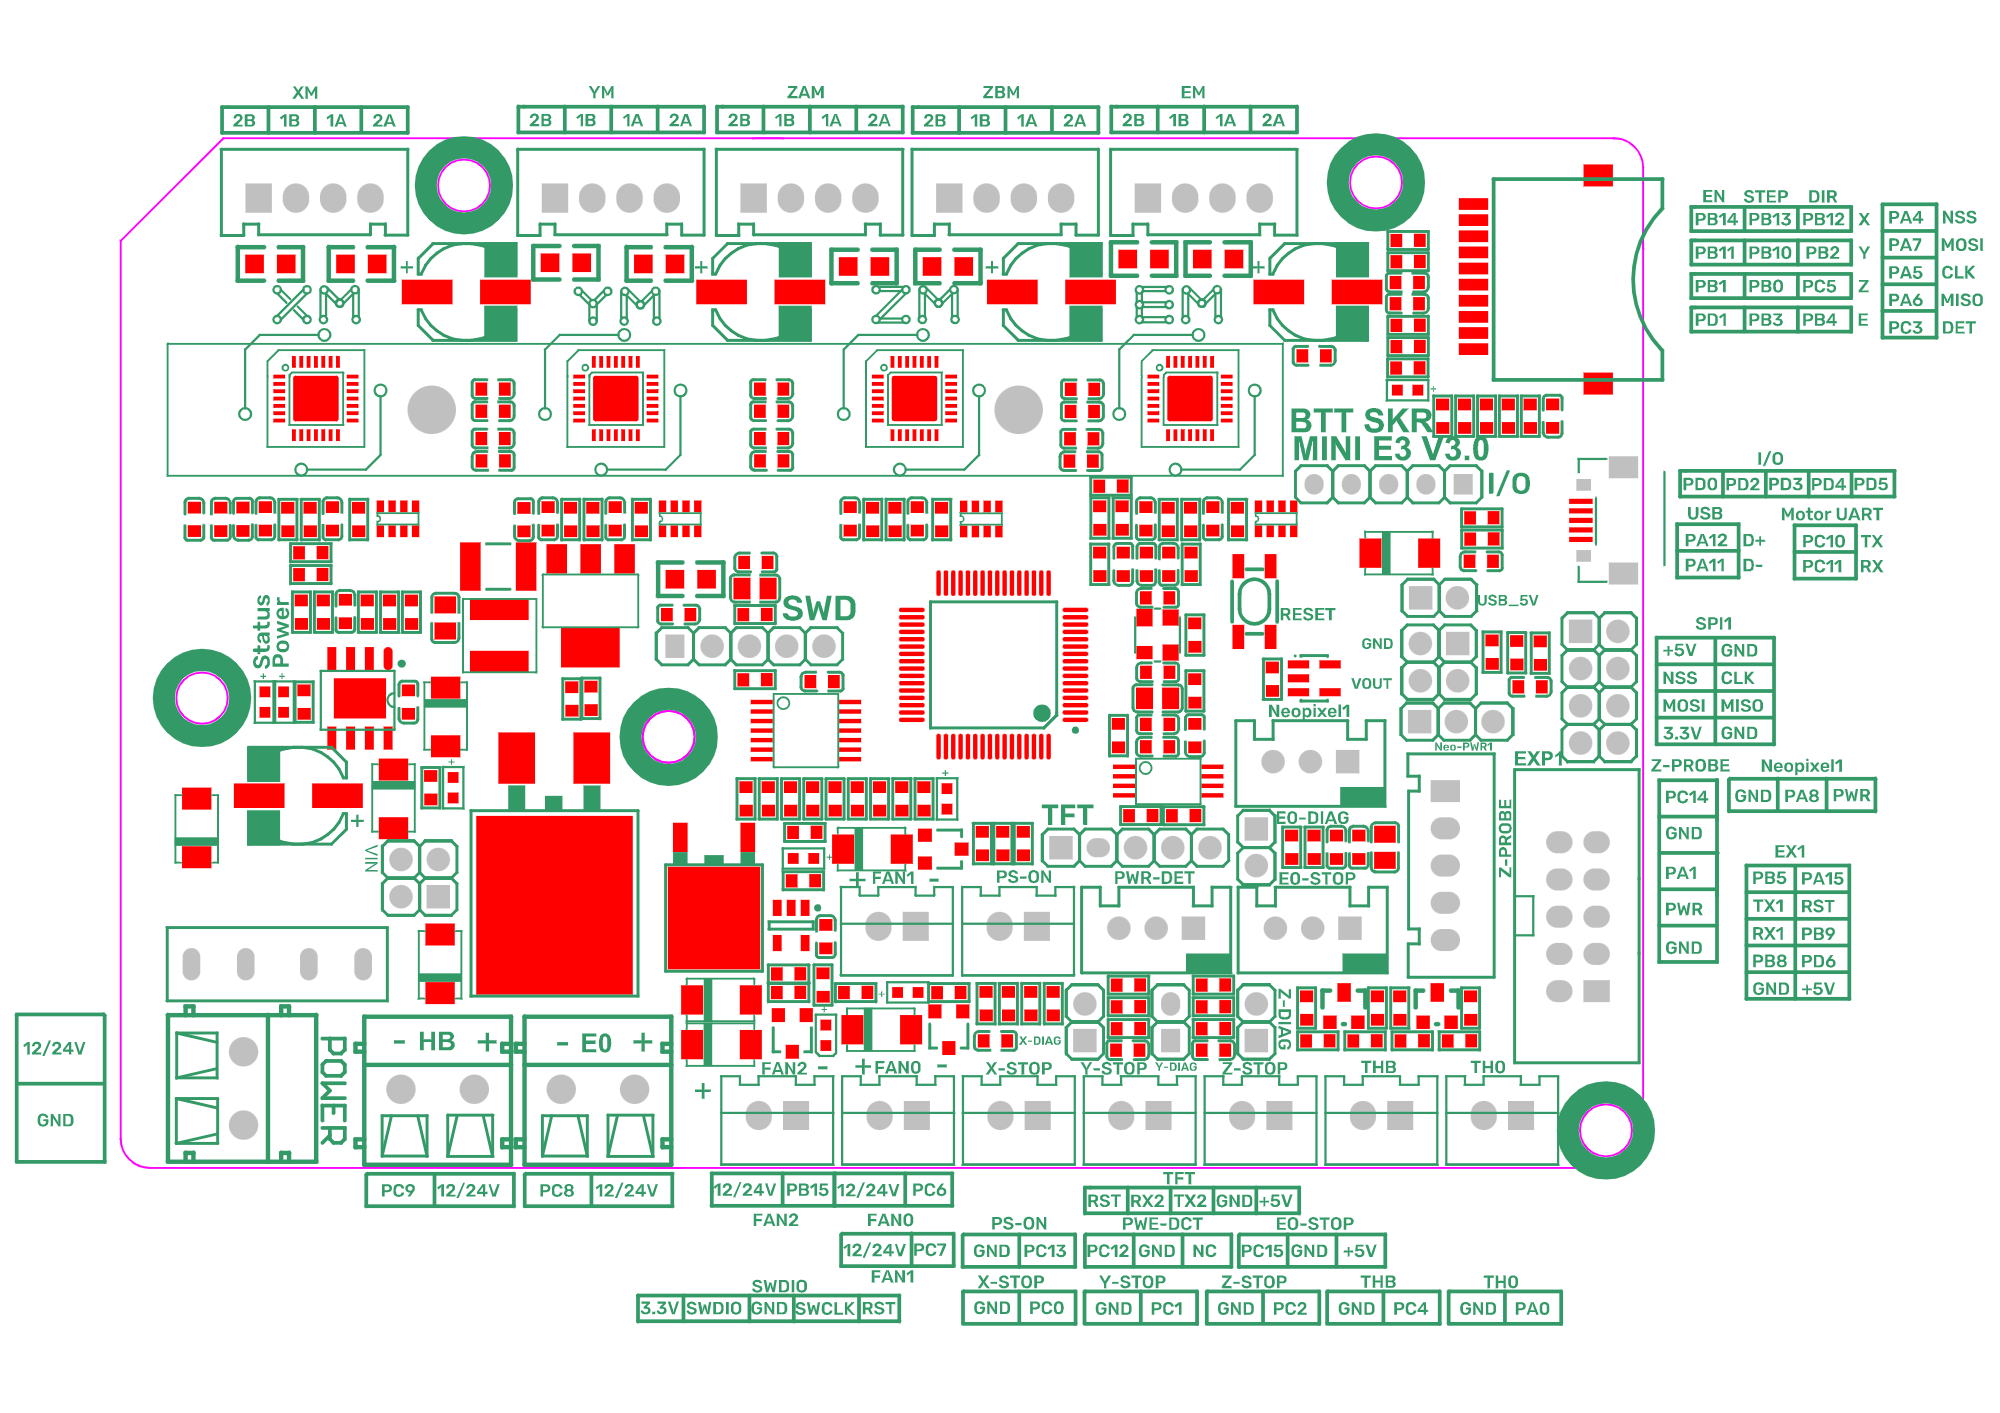 XM YM ZAM ZBM EM
2B 1B 1A 2A 2B 1B 1A 2A 2B 1B 1A 2A 2B 1B 1A 2A 2B 1B 1A 2A
EN STEP DIR
PB14 PB13 PB12 X
PB11 PB10 PB2 Y
PB1 PB0 PC5 Z
PD1 PB3 PB4 E
PA4 NSS
PA7 MOSI
PA5 CLK
PA6 MISO
PC3 DET
+ + + +
XM YM ZM EM
+
BTT SKR
MINI E3 V3.0
I/O
I/O
PD0 PD2 PD3 PD4 PD5
USB
PA12 D+
PA11 D-
Motor UART
PC10 TX
PC11 RX
Status
Power
+ +
SWD
RESET
USB_5V
GND
VOUT
Neopixel1
Neo-PWR1
SPI1
+5V GND
NSS CLK
MOSI MISO
3.3V GND
EXP1
Z-PROBE
PC14
GND
PA1
PWR
GND
Neopixel1
GND PA8 PWR
EX1
PB5 PA15
TX1 RST
RX1 PB9
PB8 PD6
GND +5V
+
+
+
VIN
TFT
E0-DIAG
Z-PROBE
+
+ FAN1 -
PS-ON
PWR-DET
E0-STOP
+
+
Z-DIAG
X-DIAG
12/24V
GND
POWER
- HB +
- E0 +
+ FAN2 -
+ FAN0 -
X-STOP
Y-STOP
Y-DIAG
Z-STOP
THB
TH0
PC9 12/24V
PC8 12/24V
12/24V PB15 12/24V PC6
FAN2 FAN0
12/24V PC7
FAN1
TFT
RST RX2 TX2 GND +5V
PS-ON PWE-DCT E0-STOP
GND PC13 PC12 GND NC PC15 GND +5V
SWDIO
3.3V SWDIO GND SWCLK RST
X-STOP Y-STOP Z-STOP THB TH0
GND PC0 GND PC1 GND PC2 GND PC4 GND PA0